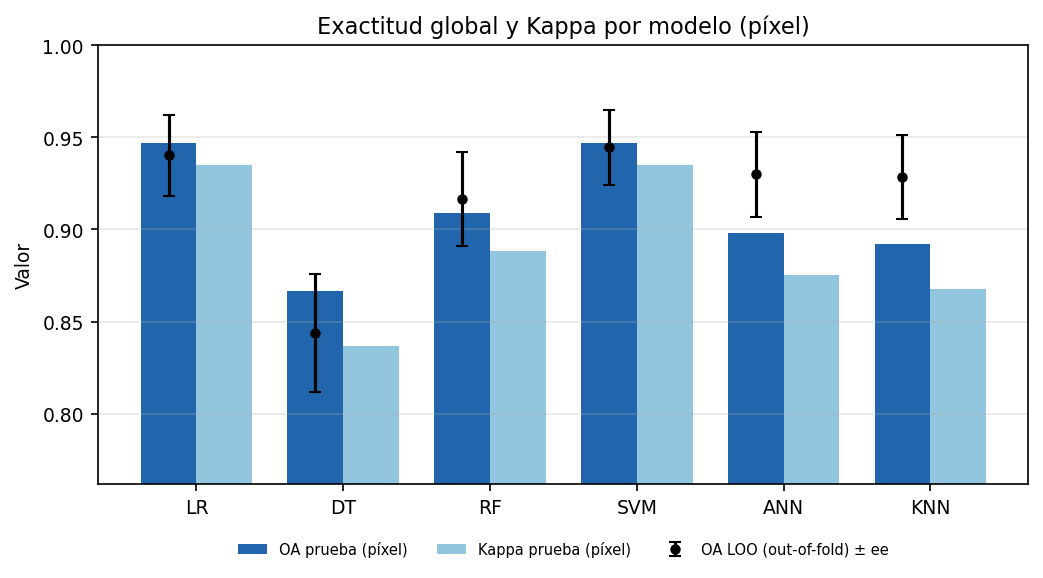 Exactitud global y Kappa por modelo (píxel)
1.00
0.95
0.90
0.85
0.80
Valor
LR DT RF SVM ANN KNN
OA prueba (píxel) Kappa prueba (píxel) OA LOO (out-of-fold) ± ee